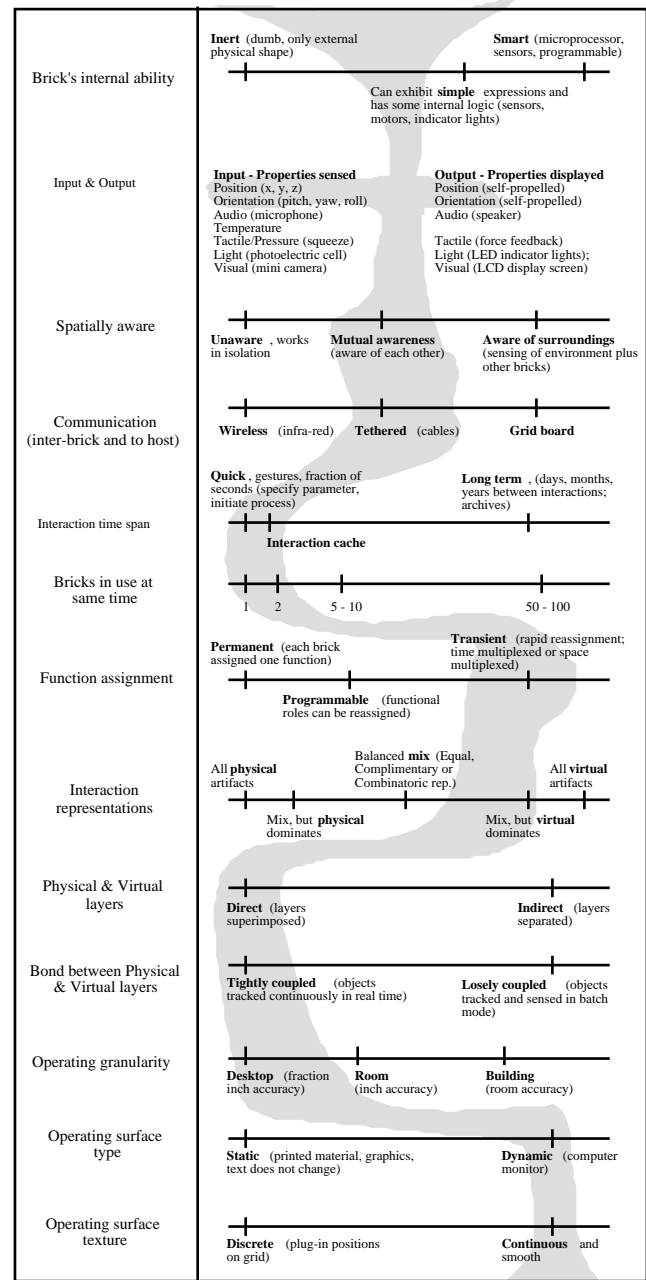 Brick's internal ability
Inert (dumb, only external
physical shape)
Smart (microprocessor,
sensors, programmable)
Can exhibit simple expressions and
has some internal logic (sensors,
motors, indicator lights)
Input & Output
Input - Properties sensed
Position (x, y, z)
Orientation (pitch, yaw, roll)
Audio (microphone)
Temperature
Tactile/Pressure (squeeze)
Light (photoelectric cell)
Visual (mini camera)
Output - Properties displayed
Position (self-propelled)
Orientation (self-propelled)
Audio (speaker)
Tactile (force feedback)
Light (LED indicator lights);
Visual (LCD display screen)
Spatially aware
Unaware , works
in isolation
Mutual awareness
(aware of each other)
Aware of surroundings
(sensing of environment plus
other bricks)
Communication
(inter-brick and to host)
Wireless (infra-red)
Tethered (cables)
Grid board
Interaction time span
Quick , gestures, fraction of
seconds (specify parameter,
initiate process)
Long term , (days, months,
years between interactions;
archives)
Interaction cache
Bricks in use at
same time
1
2
5 - 10
50 - 100
Function assignment
Permanent (each brick
assigned one function)
Transient (rapid reassignment;
time multiplexed or space
multiplexed)
Programmable (functional
roles can be reassigned)
Interaction
representations
All physical
artifacts
Balanced mix (Equal,
Complimentary or
Combinatoric rep.)
All virtual
artifacts
Mix, but physical
dominates
Mix, but virtual
dominates
Physical & Virtual
layers
Direct (layers
superimposed)
Indirect (layers
separated)
Bond between Physical
& Virtual layers
Tightly coupled (objects
tracked continuously in real time)
Losely coupled (objects
tracked and sensed in batch
mode)
Operating granularity
Desktop (fraction
inch accuracy)
Room
(inch accuracy)
Building
(room accuracy)
Operating surface
type
Static (printed material, graphics,
text does not change)
Dynamic (computer
monitor)
Operating surface
texture
Discrete (plug-in positions
on grid)
Continuous and
smooth